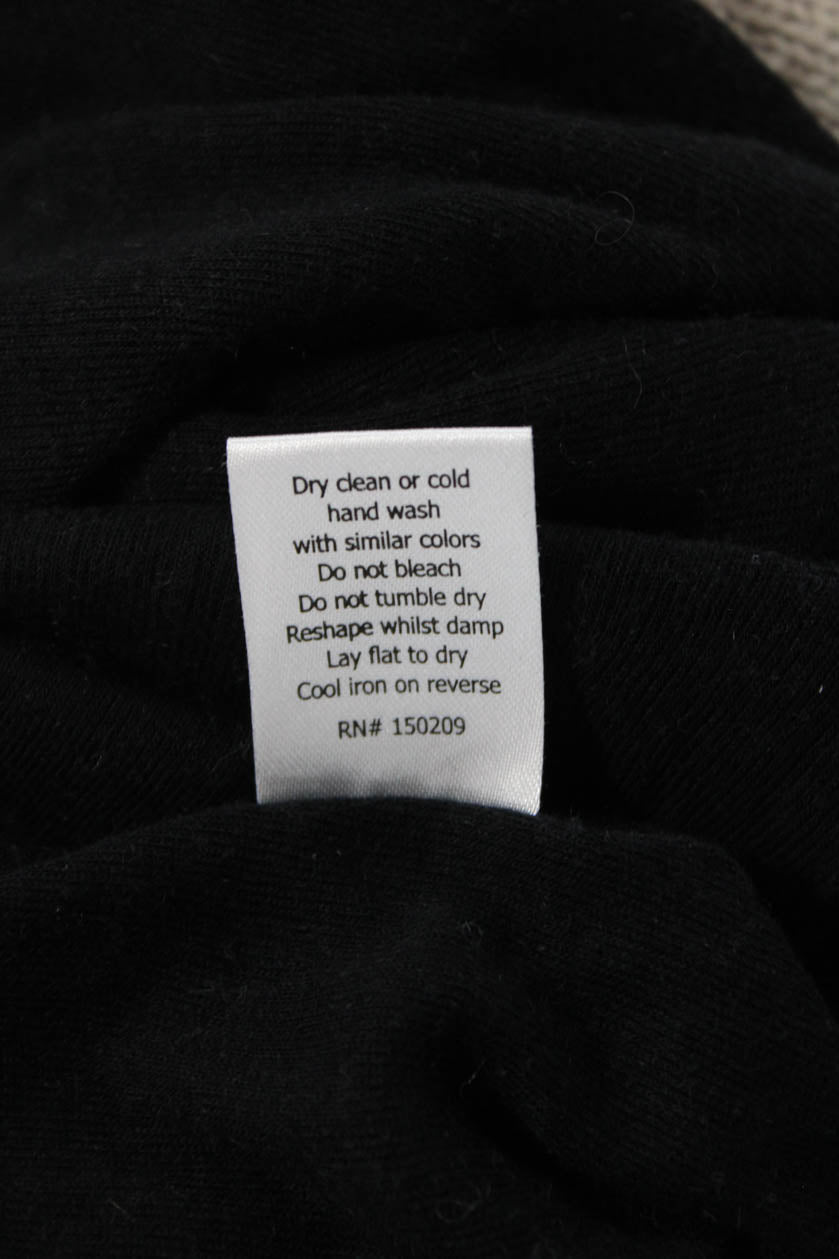 Dry clean or cold
hand wash
with similar colors
Do not bleach
Do not tumble dry
Reshape whilst damp
Lay flat to dry
Cool iron on reverse
RN# 150209